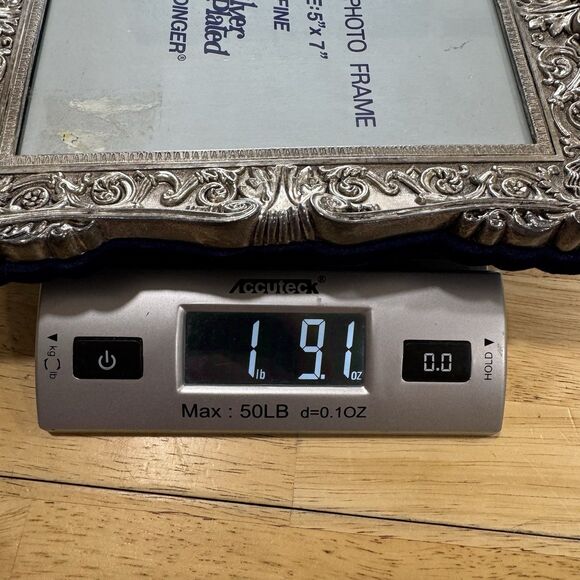 PHOTO FRAME
E:5"x 7"
FINE
lver
Plated
DINGER®
Accuteck®
kg lb
1 lb 9.1 oz
0.0
HOLD
Max : 50LB d=0.1OZ